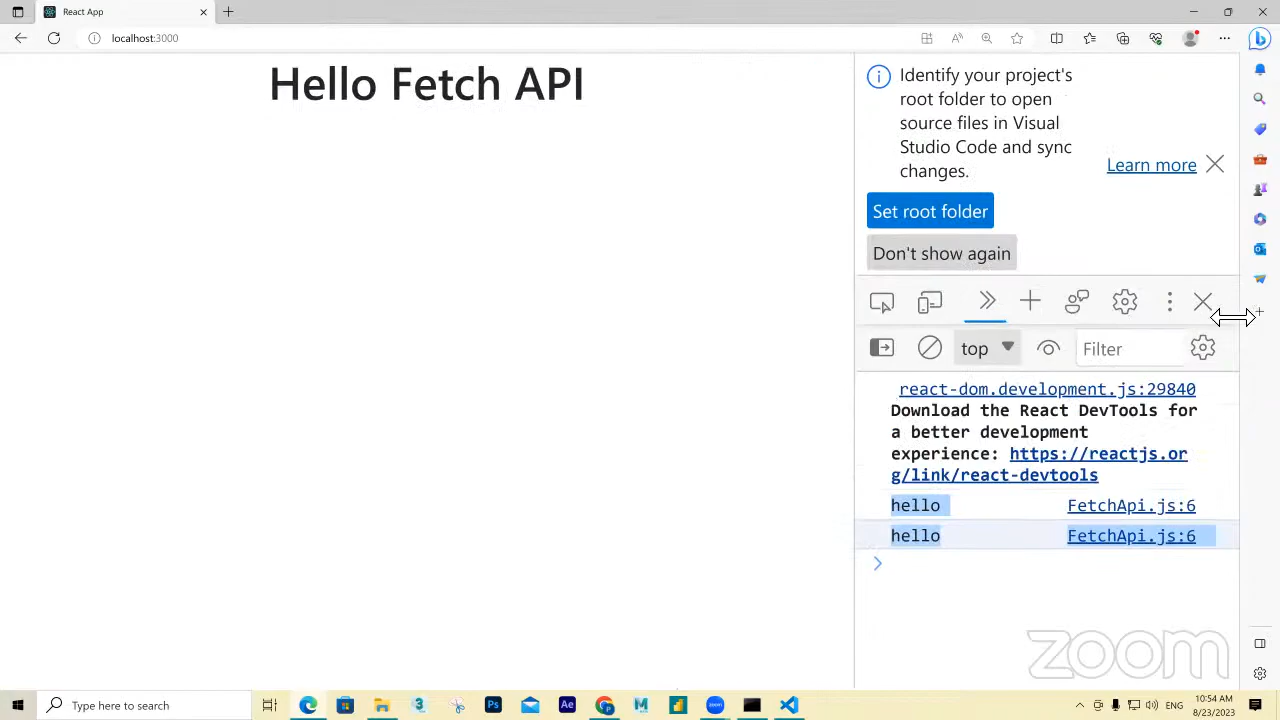 React App
localhost:3000
Hello Fetch API
Identify your project's
root folder to open
source files in Visual
Studio Code and sync
changes.
Learn more
Set root folder
Don't show again
top
Filter
react-dom.development.js:29840
Download the React DevTools for
a better development
experience: https://reactjs.or
g/link/react-devtools
hello FetchApi.js:6
hello FetchApi.js:6
zoom
Type here to search
ENG
10:54 AM
8/23/2023